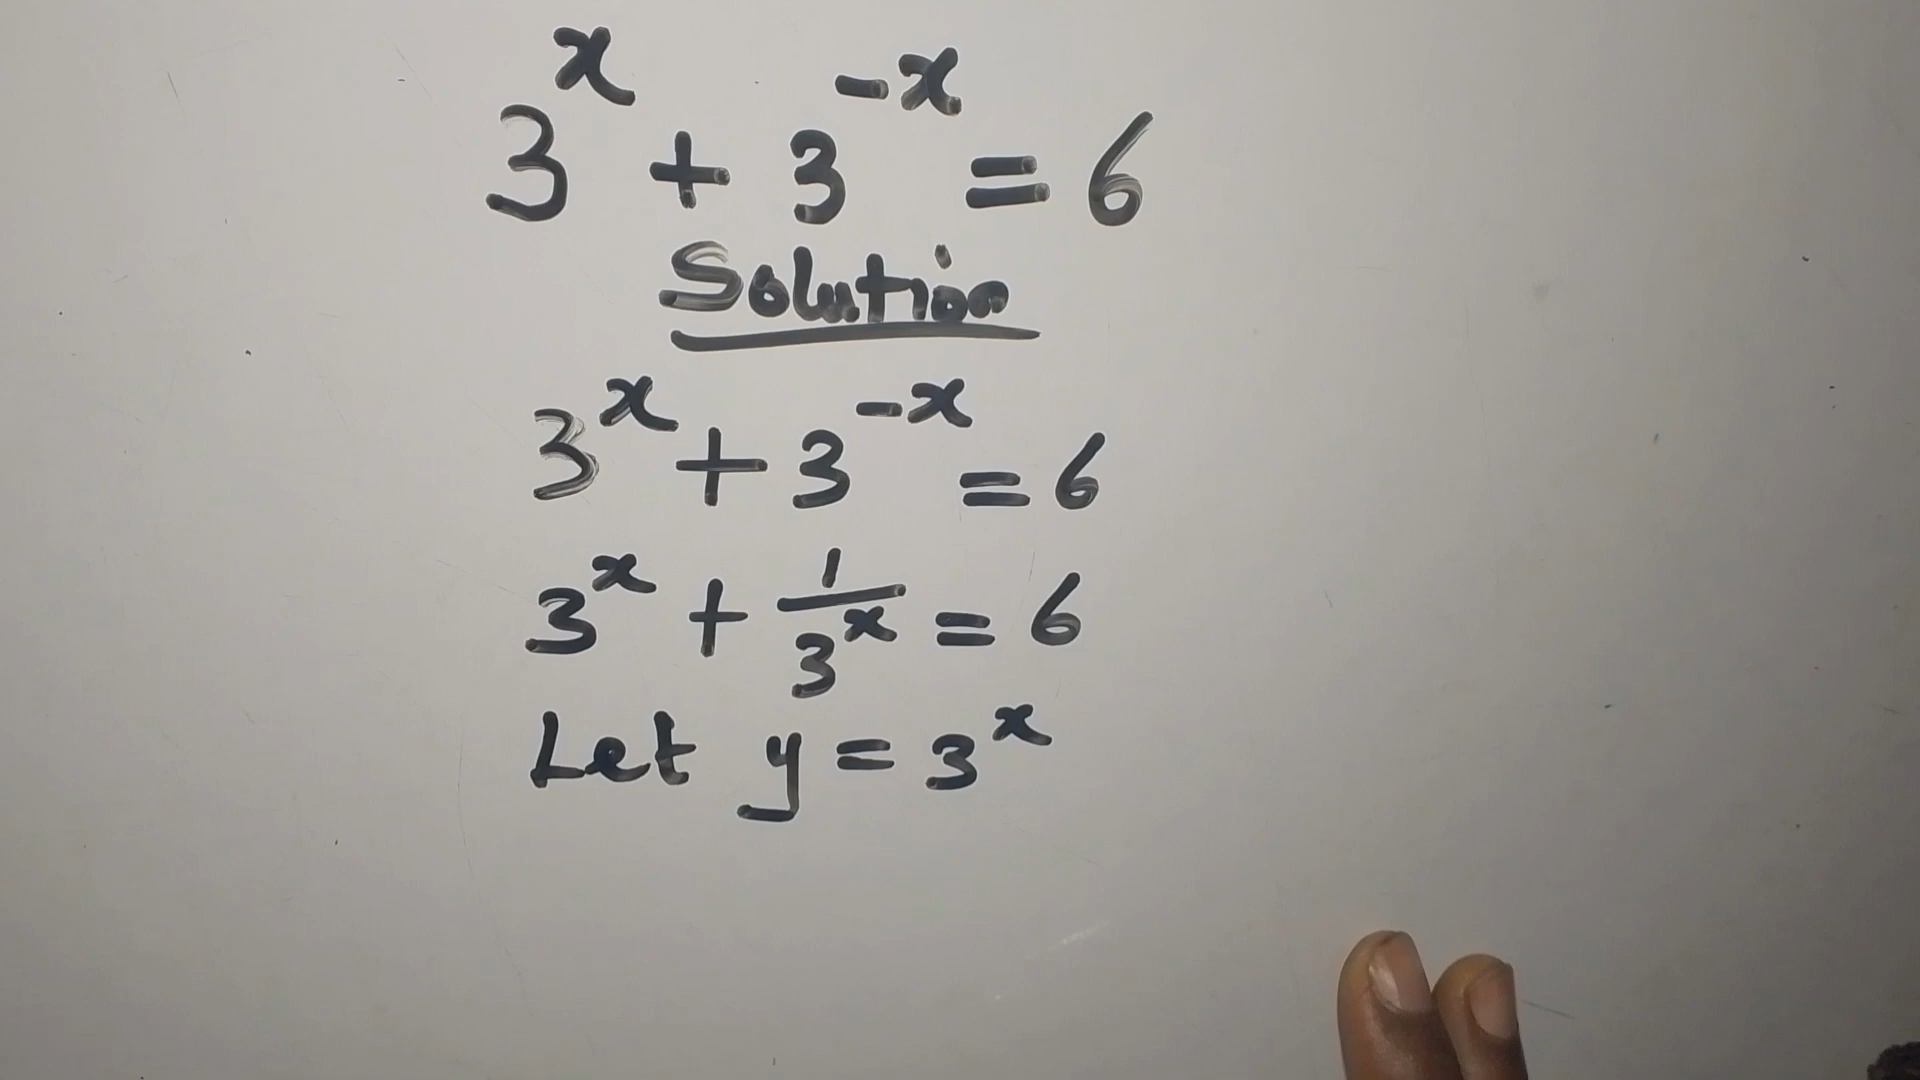 3^x + 3^-x = 6
Solution
3^x + 3^-x = 6
3^x + 1/3^x = 6
Let y = 3^x